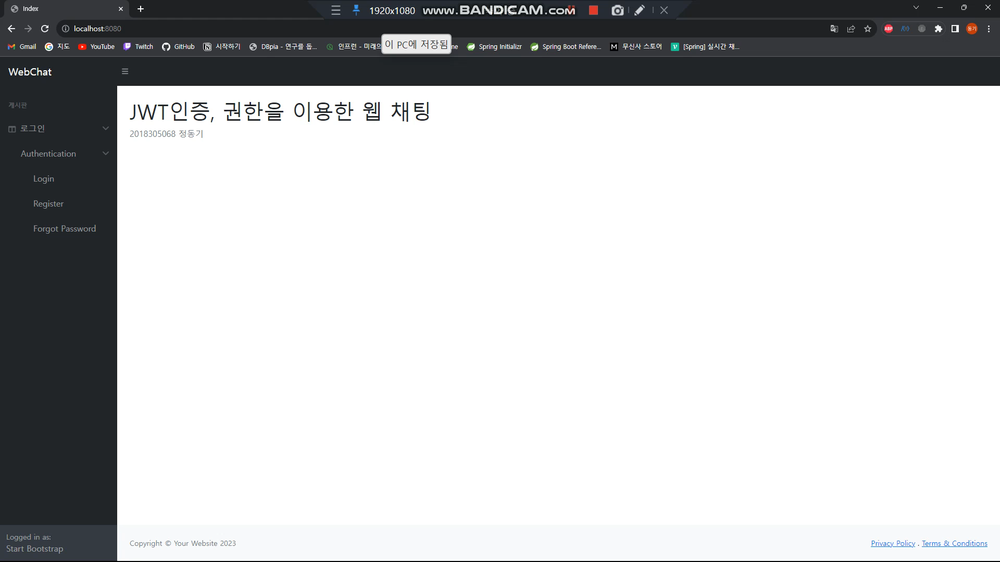 Index
1920x1080 www.BANDICAM.com
localhost:8080
ABP
동기
Gmail 지도 YouTube Twitch GitHub 시작하기 DBpia - 연구를 돕... 인프런 - 미래의 Spring Initializr Spring Boot Refere... 무신사 스토어 [Spring] 실시간 채...
이 PC에 저장됨
WebChat
게시판
로그인
Authentication
Login
Register
Forgot Password
JWT인증, 권한을 이용한 웹 채팅
2018305068 정동기
Logged in as:
Start Bootstrap
Copyright © Your Website 2023
Privacy Policy . Terms & Conditions